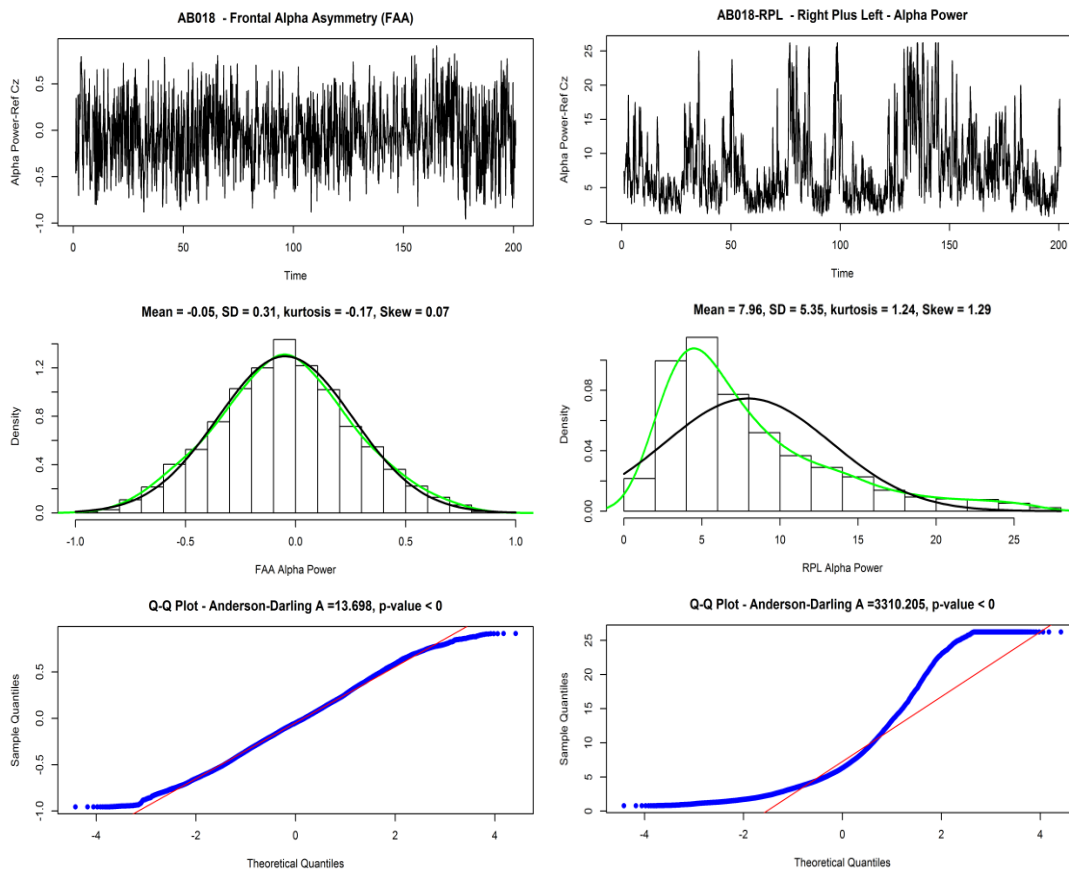 AB018 - Frontal Alpha Asymmetry (FAA)
Alpha Power-Ref Cz
0.5
0.0
-0.5
-1.0
0 50 100 150 200
Time
AB018-RPL - Right Plus Left - Alpha Power
Alpha Power-Ref Cz
25
20
15
10
5
0
0 50 100 150 200
Time
Mean = -0.05, SD = 0.31, kurtosis = -0.17, Skew = 0.07
Density
1.2
0.8
0.4
0.0
-1.0 -0.5 0.0 0.5 1.0
FAA Alpha Power
Mean = 7.96, SD = 5.35, kurtosis = 1.24, Skew = 1.29
Density
0.08
0.04
0.00
0 5 10 15 20 25
RPL Alpha Power
Q-Q Plot - Anderson-Darling A =13.698, p-value < 0
Sample Quantiles
0.5
0.0
-0.5
-1.0
-4 -2 0 2 4
Theoretical Quantiles
Q-Q Plot - Anderson-Darling A =3310.205, p-value < 0
Sample Quantiles
25
20
15
10
5
0
-4 -2 0 2 4
Theoretical Quantiles